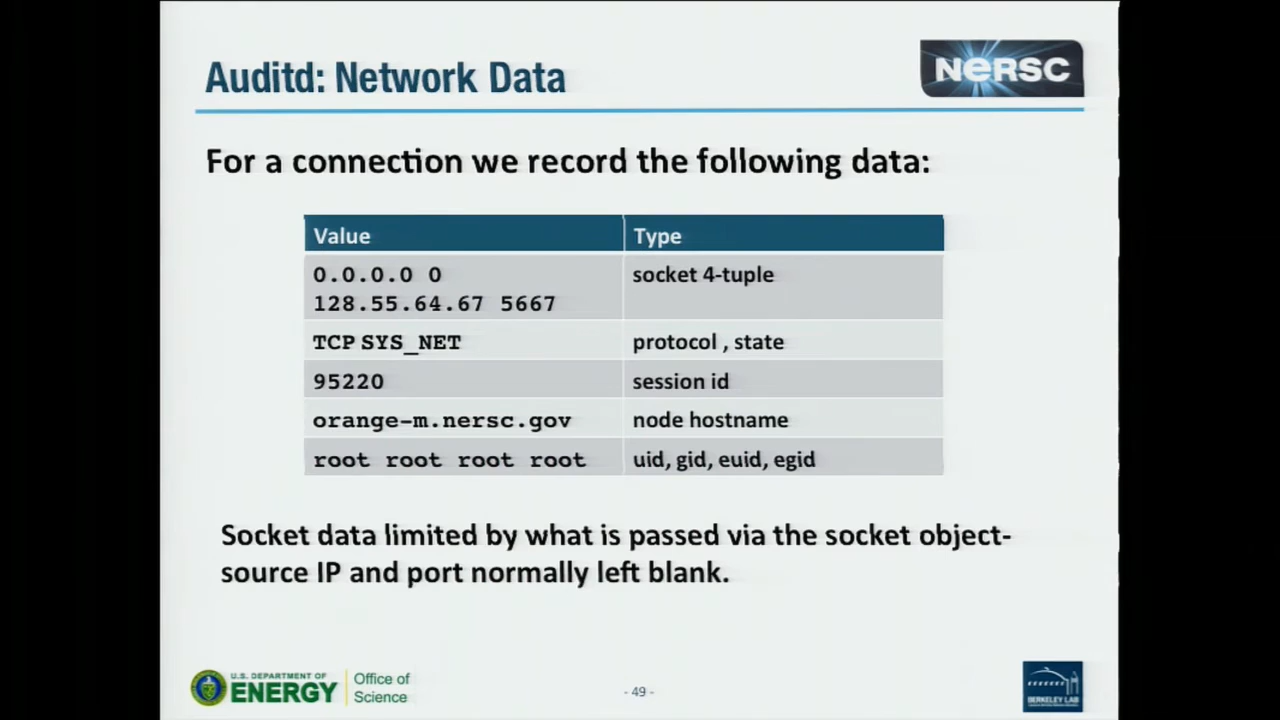 Auditd: Network Data
NERSC
For a connection we record the following data:
Value Type
0.0.0.0 0 socket 4-tuple
128.55.64.67 5667
TCP SYS_NET protocol , state
95220 session id
orange-m.nersc.gov node hostname
root root root root uid, gid, euid, egid
Socket data limited by what is passed via the socket object-
source IP and port normally left blank.
U.S. DEPARTMENT OF
ENERGY
Office of
Science
- 49 -
BERKELEY LAB